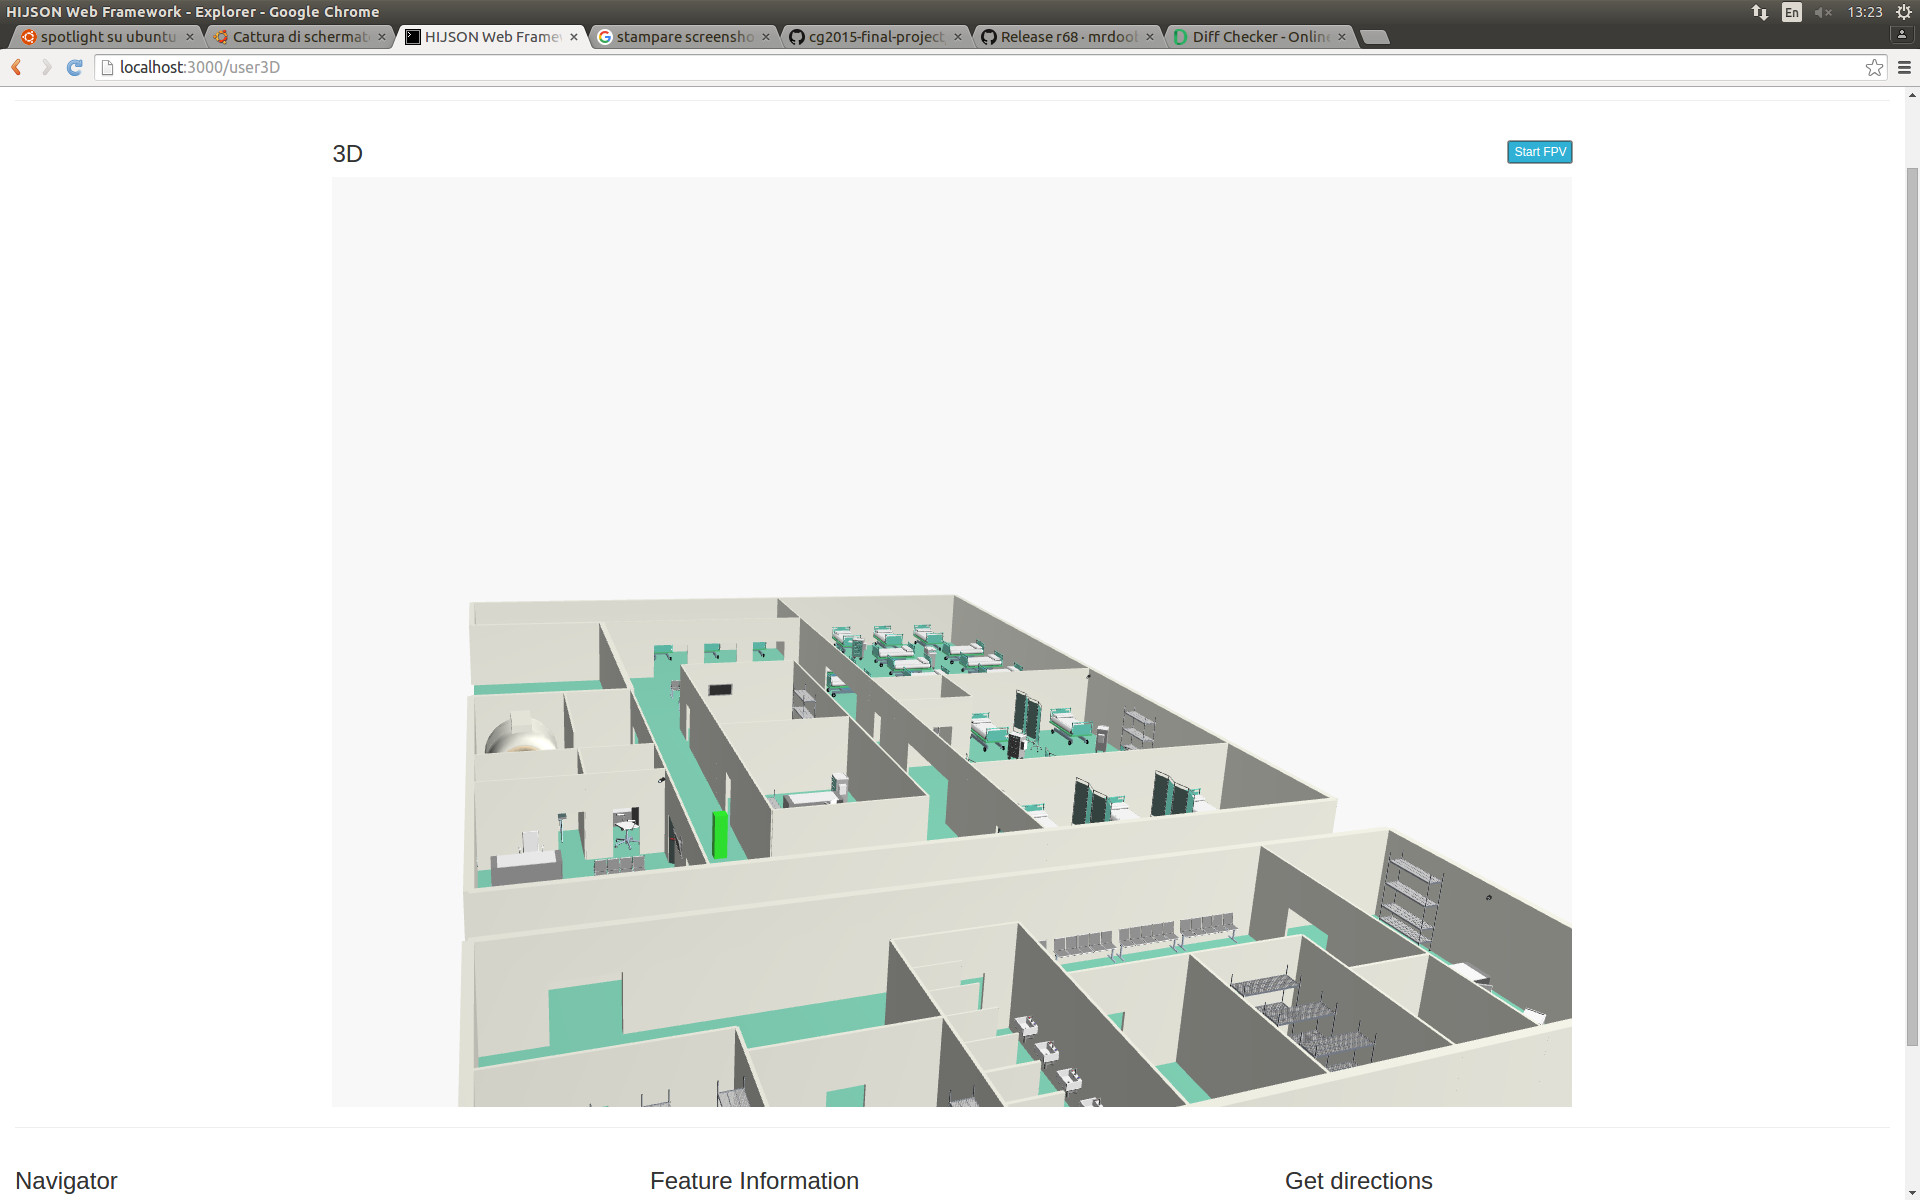 HIJSON Web Framework - Explorer - Google Chrome
En
13:23
spotlight su ubuntu
Cattura di schermat
HIJSON Web Frame
stampare screensho
cg2015-final-project
Release r68 · mrdoob
Diff Checker - Online
localhost:3000/user3D
3D
Start FPV
Navigator
Feature Information
Get directions